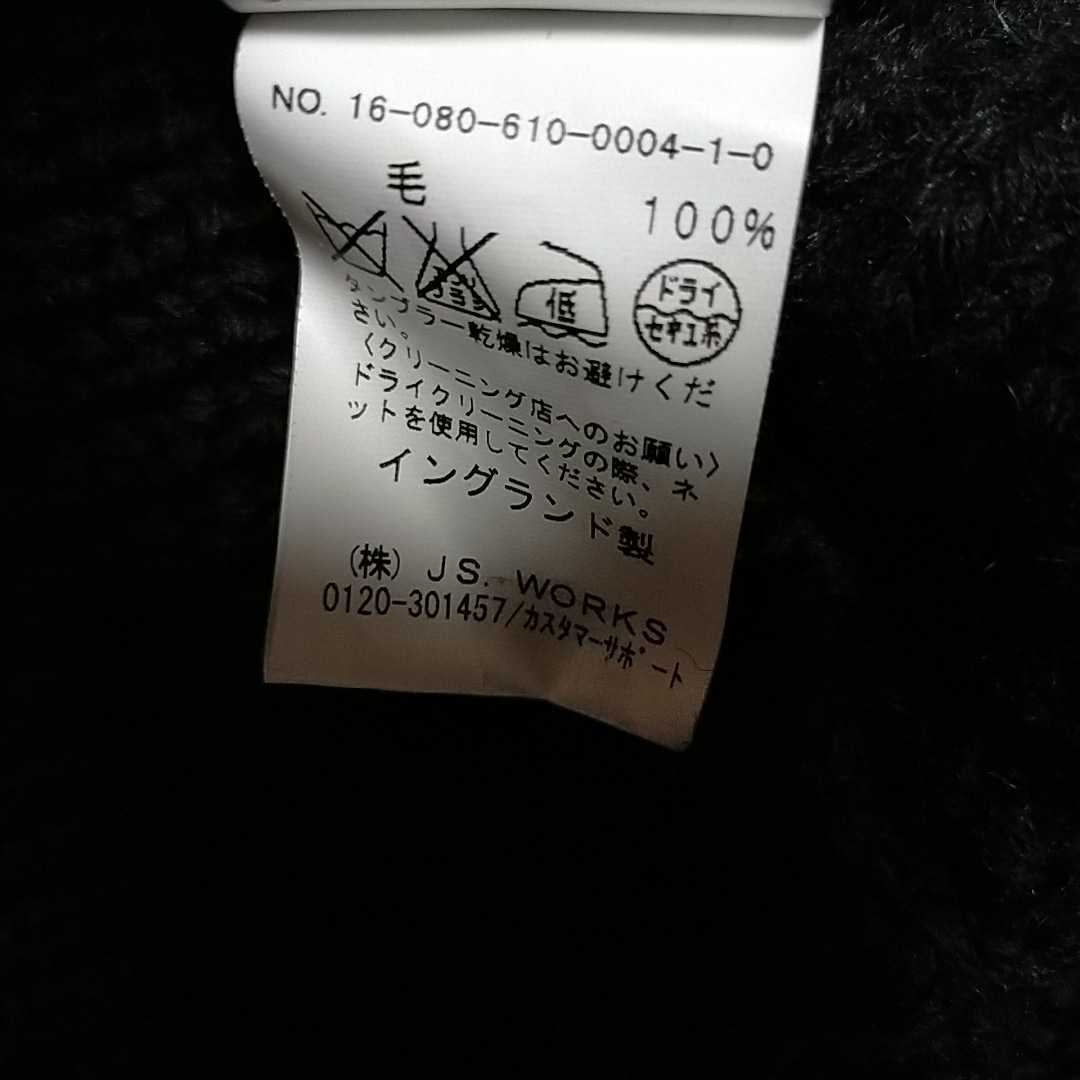 NO. 16-080-610-0004-1-0
毛
100%
低
ドライ
セキユ系
タンブラー乾燥はお避けくだ
さい。
〈クリーニング店へのお願い〉
ドライクリーニングの際、ネ
ットを使用してください。
イングランド製
(株) JS. WORKS
0120-301457/カスタマーサポート